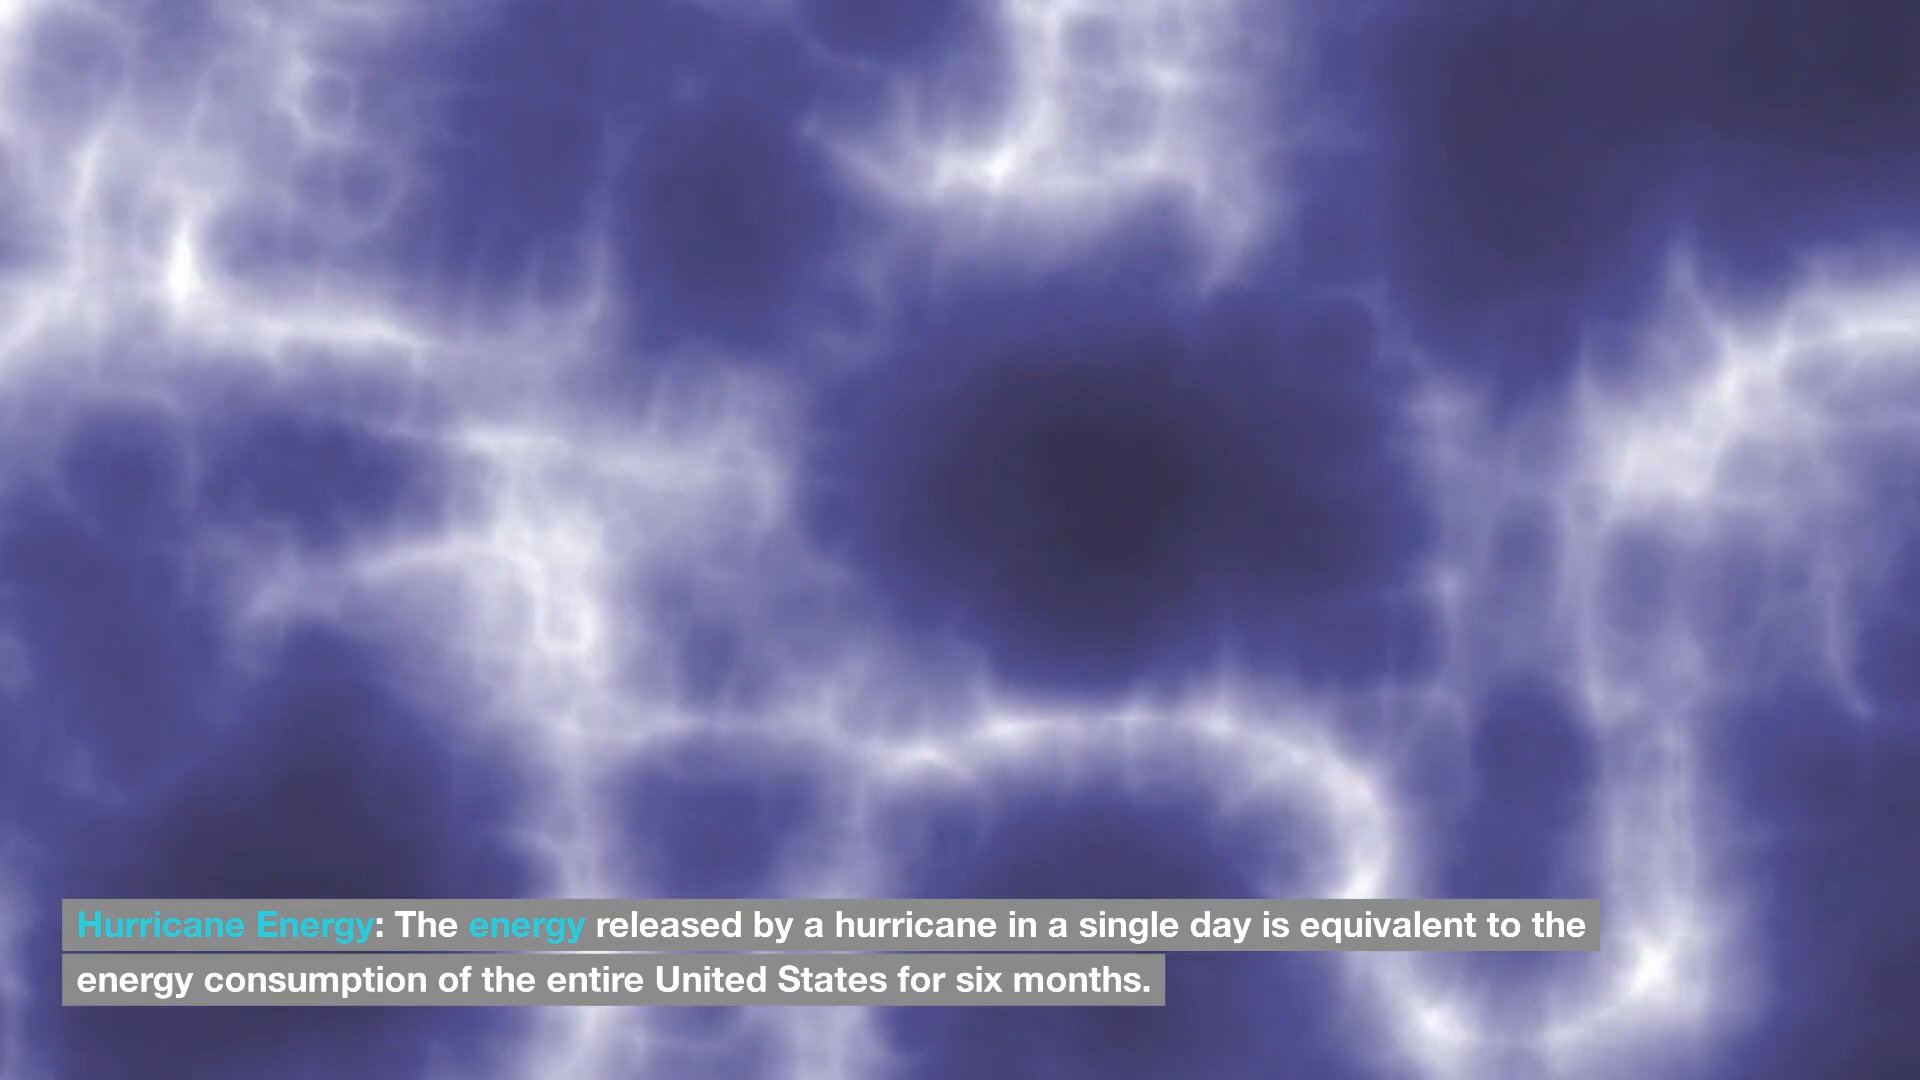 Hurricane Energy: The energy released by a hurricane in a single day is equivalent to the
energy consumption of the entire United States for six months.